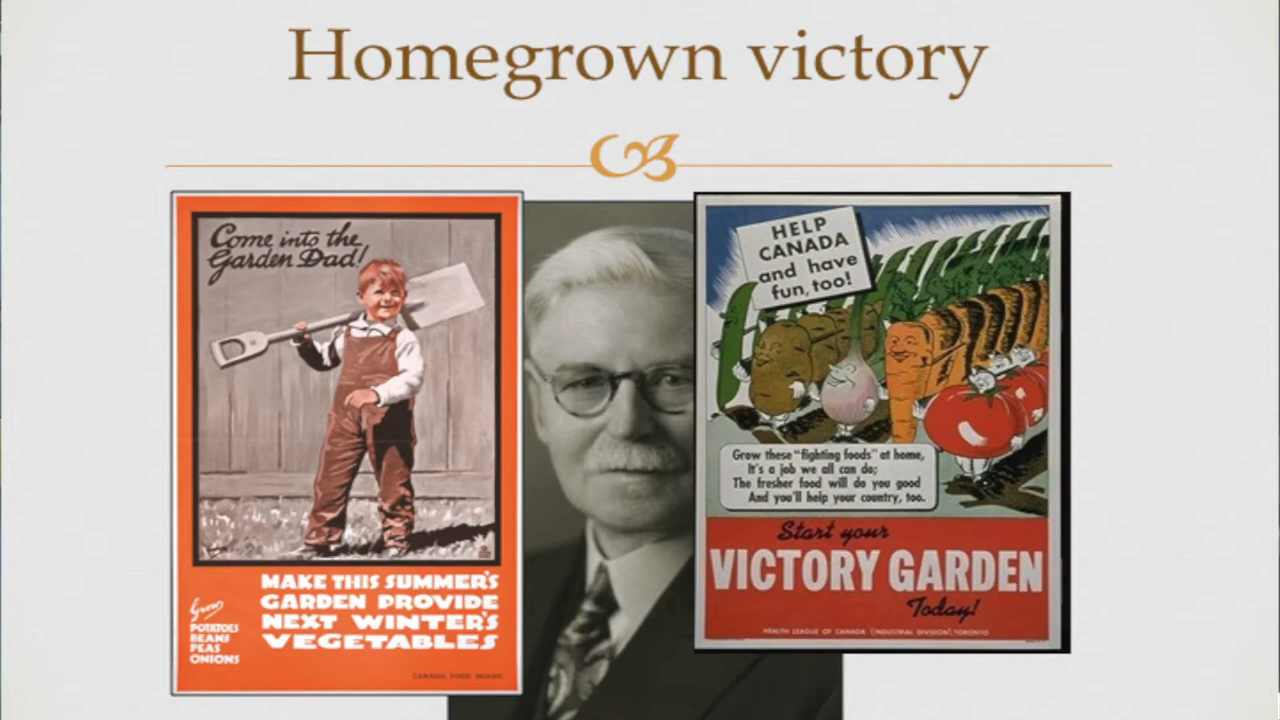 Homegrown victory
Come into the
Garden Dad!
MAKE THIS SUMMER'S
GARDEN PROVIDE
NEXT WINTER'S
VEGETABLES
Grow
POTATOES
BEANS
PEAS
ONIONS
CANADA FOOD BOARD
HELP
CANADA
and have
fun, too!
Grow these "fighting foods" at home,
It's a job we all can do;
The fresher food will do you good
And you'll help your country, too.
Start your
VICTORY GARDEN
Today!
HEALTH LEAGUE OF CANADA (INDUSTRIAL DIVISION) TORONTO